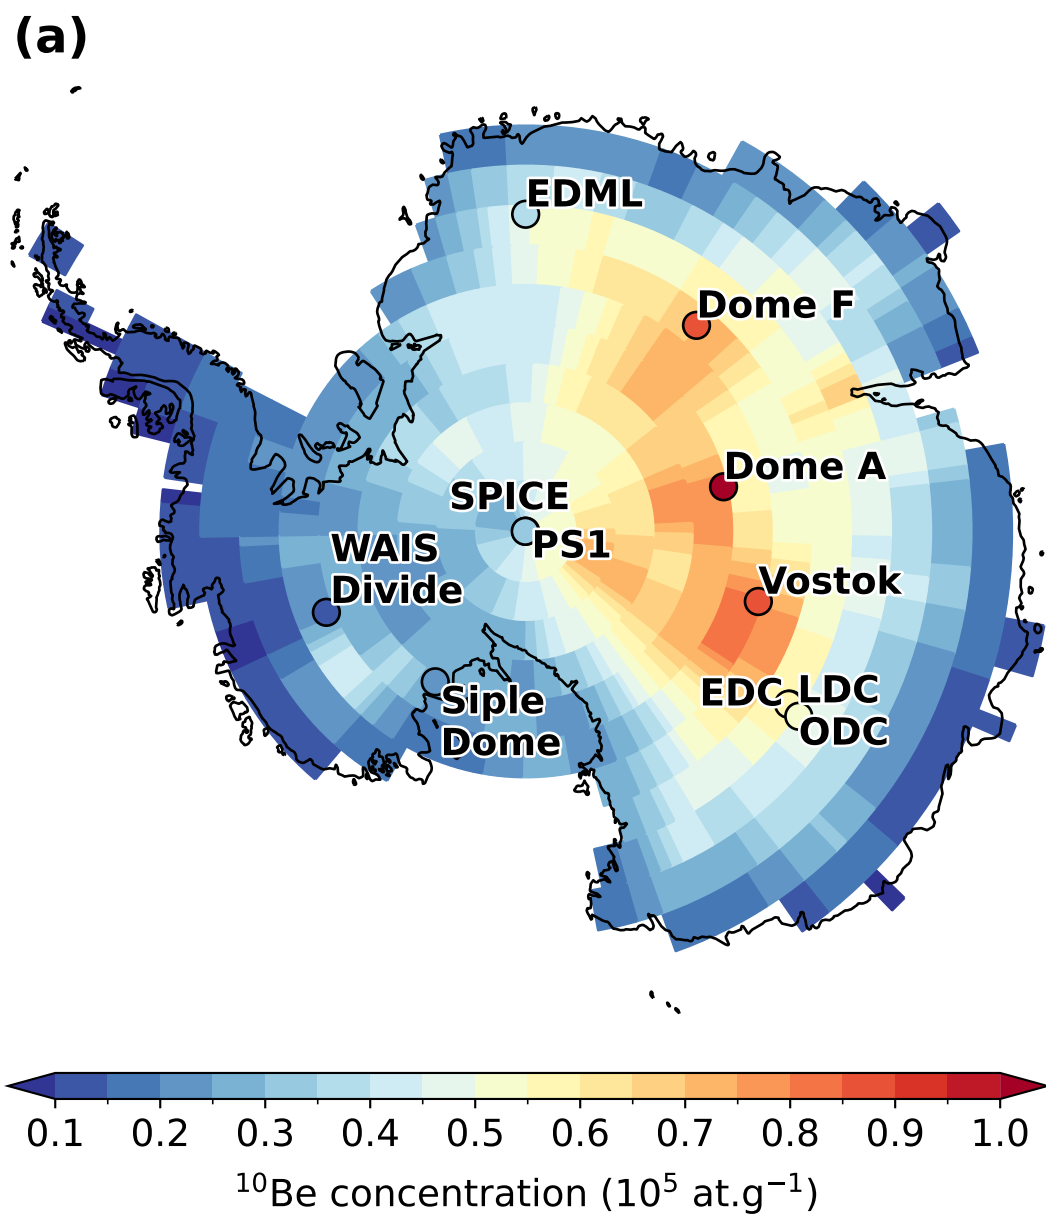 (a)
EDML
Dome F
Dome A
SPICE
PS1
WAIS
Divide
Vostok
EDC LDC
Siple
Dome
ODC
0.1 0.2 0.3 0.4 0.5 0.6 0.7 0.8 0.9 1.0
¹⁰Be concentration (10⁵ at.g⁻¹)